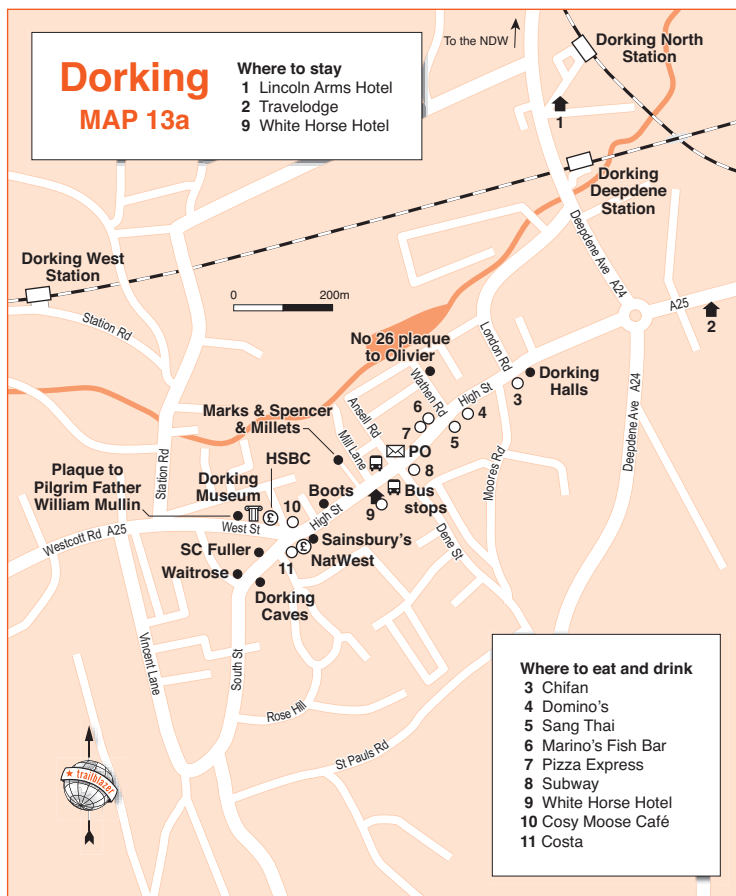 Dorking
MAP 13a
Where to stay
1 Lincoln Arms Hotel
2 Travelodge
9 White Horse Hotel
To the NDW
Dorking North
Station
1
Dorking
Deepdene
Station
Deepdene Ave A24
A25
2
Dorking West
Station
Station Rd
0
200m
No 26 plaque
to Olivier
London Rd
Wathen Rd
High St
Dorking
Halls
3
4
5
6
7
Deepdene Ave A24
Marks & Spencer
& Millets
Ansell Rd
Mill Lane
PO
8
Moores Rd
Station Rd
Plaque to
Pilgrim Father
William Mullin
Dorking
Museum
HSBC
£
10
Boots
High St
9
Bus
stops
Dene St
Westcott Rd A25
West St
SC Fuller
Waitrose
11
£
Sainsbury's
NatWest
Dorking
Caves
Vincent Lane
South St
Rose Hill
St Pauls Rd
trailblazer
Where to eat and drink
3 Chifan
4 Domino's
5 Sang Thai
6 Marino's Fish Bar
7 Pizza Express
8 Subway
9 White Horse Hotel
10 Cosy Moose Café
11 Costa